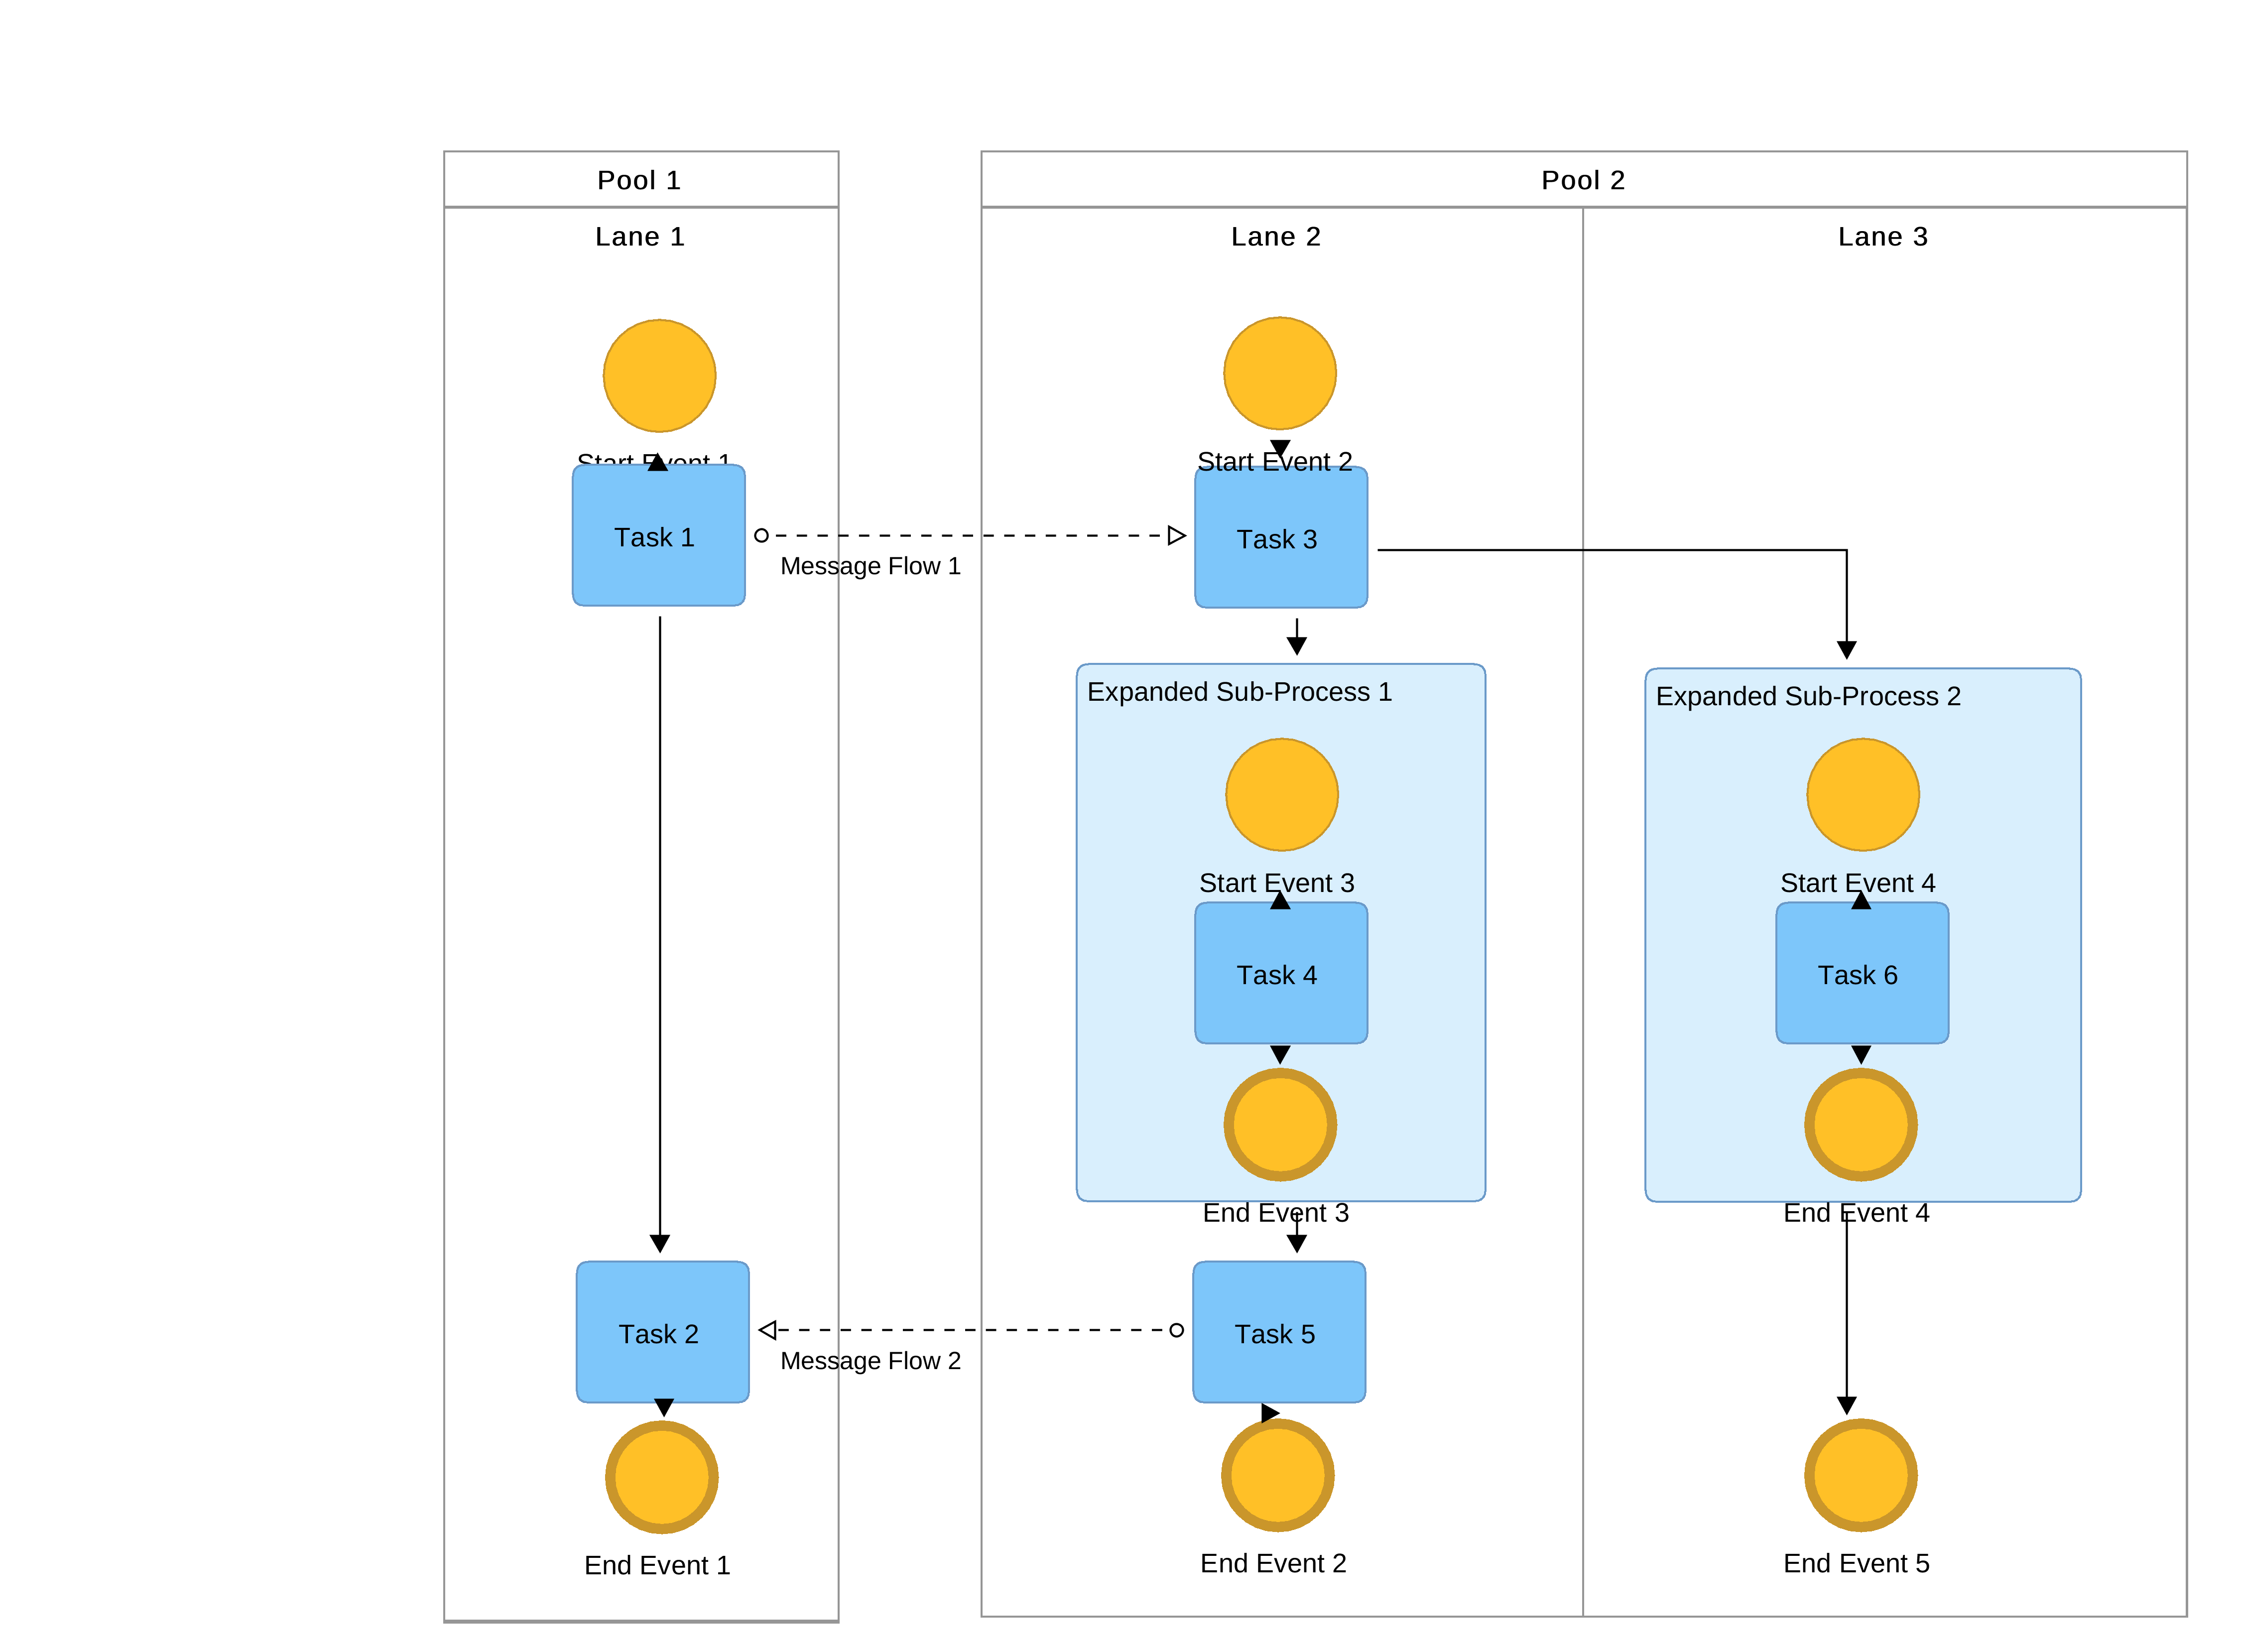 Pool 1
Pool 2
Lane 1
Lane 2
Lane 3
Start Event 1
Start Event 2
Task 1
Task 3
Message Flow 1
Expanded Sub-Process 1
Expanded Sub-Process 2
Start Event 3
Start Event 4
Task 4
Task 6
End Event 3
End Event 4
Task 2
Task 5
Message Flow 2
End Event 1
End Event 2
End Event 5